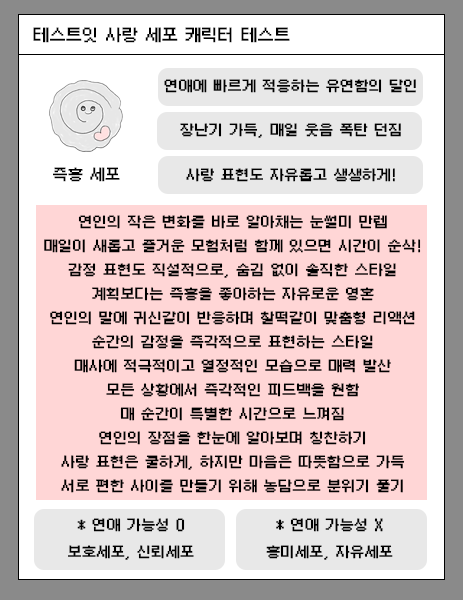 테스트잇 사랑 세포 캐릭터 테스트
연애에 빠르게 적응하는 유연함의 달인
장난기 가득, 매일 웃음 폭탄 던짐
즉흥 세포
사랑 표현도 자유롭고 생생하게!
연인의 작은 변화를 바로 알아채는 눈썰미 만렙
매일이 새롭고 즐거운 모험처럼 함께 있으면 시간이 순삭!
감정 표현도 직설적으로, 숨김 없이 솔직한 스타일
계획보다는 즉흥을 좋아하는 자유로운 영혼
연인의 말에 귀신같이 반응하며 찰떡같이 맞춤형 리액션
순간의 감정을 즉각적으로 표현하는 스타일
매사에 적극적이고 열정적인 모습으로 매력 발산
모든 상황에서 즉각적인 피드백을 원함
매 순간이 특별한 시간으로 느껴짐
연인의 장점을 한눈에 알아보며 칭찬하기
사랑 표현은 쿨하게, 하지만 마음은 따뜻함으로 가득
서로 편한 사이를 만들기 위해 농담으로 분위기 풀기
* 연애 가능성 O
보호세포, 신뢰세포
* 연애 가능성 X
흥미세포, 자유세포